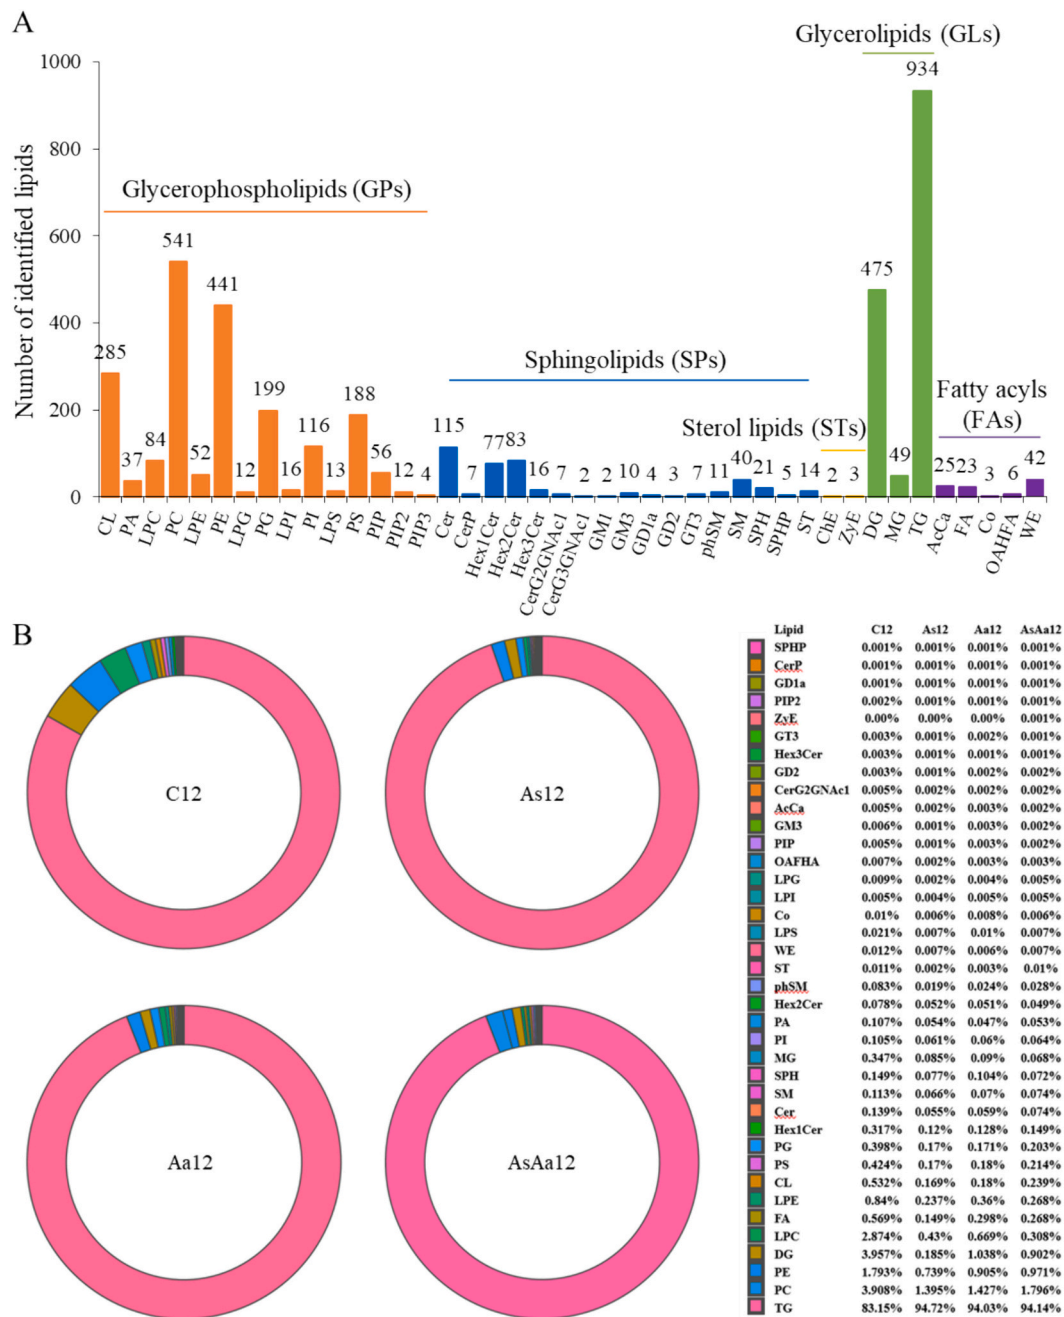 A
Glycerolipids (GLs)
1000
934
800
Number of identified lipids
Glycerophospholipids (GPs)
600
541
475
441
400
Sphingolipids (SPs)
285
Fatty acyls
(FAs)
199
188
200
Sterol lipids (STs)
116
115
84
77
83
37
52
12
16
13
56
12
4
7
16
7
2
2
10
4
3
7
11
40
21
5
14
2
3
49
25
23
3
6
42
0
CL
PA
LPC
PC
LPE
PE
LPG
PG
LPI
PI
LPS
PS
PIP
PIP2
PIP3
Cer
CerP
Hex1Cer
Hex2Cer
Hex3Cer
CerG2GNAc1
CerG3GNAc1
GM1
GM3
GD1a
GD2
GT3
phSM
SM
SPH
SPHP
ST
ChE
ZyE
DG
MG
TG
AcCa
FA
Co
OAHFA
WE
B
C12
As12
Aa12
AsAa12
Lipid C12 As12 Aa12 AsAa12
SPHP 0.001% 0.001% 0.001% 0.001%
CerP 0.001% 0.001% 0.001% 0.001%
GD1a 0.001% 0.001% 0.001% 0.001%
PIP2 0.002% 0.001% 0.001% 0.001%
ZyE 0.00% 0.00% 0.00% 0.001%
GT3 0.003% 0.001% 0.002% 0.001%
Hex3Cer 0.003% 0.001% 0.001% 0.001%
GD2 0.003% 0.001% 0.002% 0.002%
CerG2GNAc1 0.005% 0.002% 0.002% 0.002%
AcCa 0.005% 0.002% 0.003% 0.002%
GM3 0.006% 0.001% 0.003% 0.002%
PIP 0.005% 0.001% 0.003% 0.002%
OAFHA 0.007% 0.002% 0.003% 0.003%
LPG 0.009% 0.002% 0.004% 0.005%
LPI 0.005% 0.004% 0.005% 0.005%
Co 0.01% 0.006% 0.008% 0.006%
LPS 0.021% 0.007% 0.01% 0.007%
WE 0.012% 0.007% 0.006% 0.007%
ST 0.011% 0.002% 0.003% 0.01%
phSM 0.083% 0.019% 0.024% 0.028%
Hex2Cer 0.078% 0.052% 0.051% 0.049%
PA 0.107% 0.054% 0.047% 0.053%
PI 0.105% 0.061% 0.06% 0.064%
MG 0.347% 0.085% 0.09% 0.068%
SPH 0.149% 0.077% 0.104% 0.072%
SM 0.113% 0.066% 0.07% 0.074%
Cer 0.139% 0.055% 0.059% 0.074%
Hex1Cer 0.317% 0.12% 0.128% 0.149%
PG 0.398% 0.17% 0.171% 0.203%
PS 0.424% 0.17% 0.18% 0.214%
CL 0.532% 0.169% 0.18% 0.239%
LPE 0.84% 0.237% 0.36% 0.268%
FA 0.569% 0.149% 0.298% 0.268%
LPC 2.874% 0.43% 0.669% 0.308%
DG 3.957% 0.185% 1.038% 0.902%
PE 1.793% 0.739% 0.905% 0.971%
PC 3.908% 1.395% 1.427% 1.796%
TG 83.15% 94.72% 94.03% 94.14%